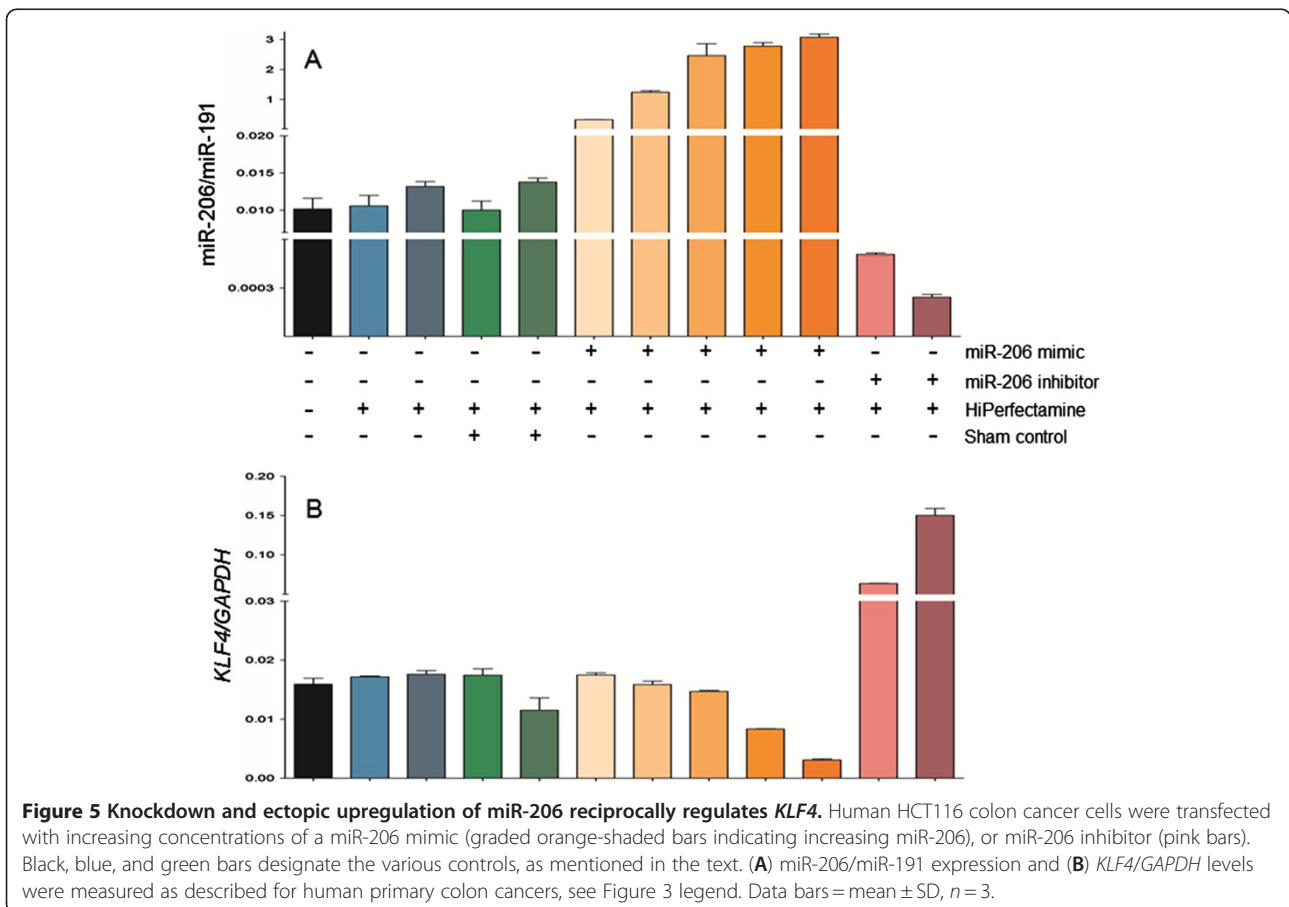 A
miR-206/miR-191
3
2
1
0.020
0.015
0.010
0.0003
- - - - - + + + + + - - miR-206 mimic
- - - - - - - - - - + + miR-206 inhibitor
- + + + + + + + + + + + HiPerfectamine
- - - + + - - - - - - - Sham control
B
KLF4/GAPDH
0.20
0.15
0.10
0.03
0.02
0.01
0.00
Figure 5 Knockdown and ectopic upregulation of miR-206 reciprocally regulates KLF4. Human HCT116 colon cancer cells were transfected
with increasing concentrations of a miR-206 mimic (graded orange-shaded bars indicating increasing miR-206), or miR-206 inhibitor (pink bars).
Black, blue, and green bars designate the various controls, as mentioned in the text. (A) miR-206/miR-191 expression and (B) KLF4/GAPDH levels
were measured as described for human primary colon cancers, see Figure 3 legend. Data bars = mean ± SD, n = 3.